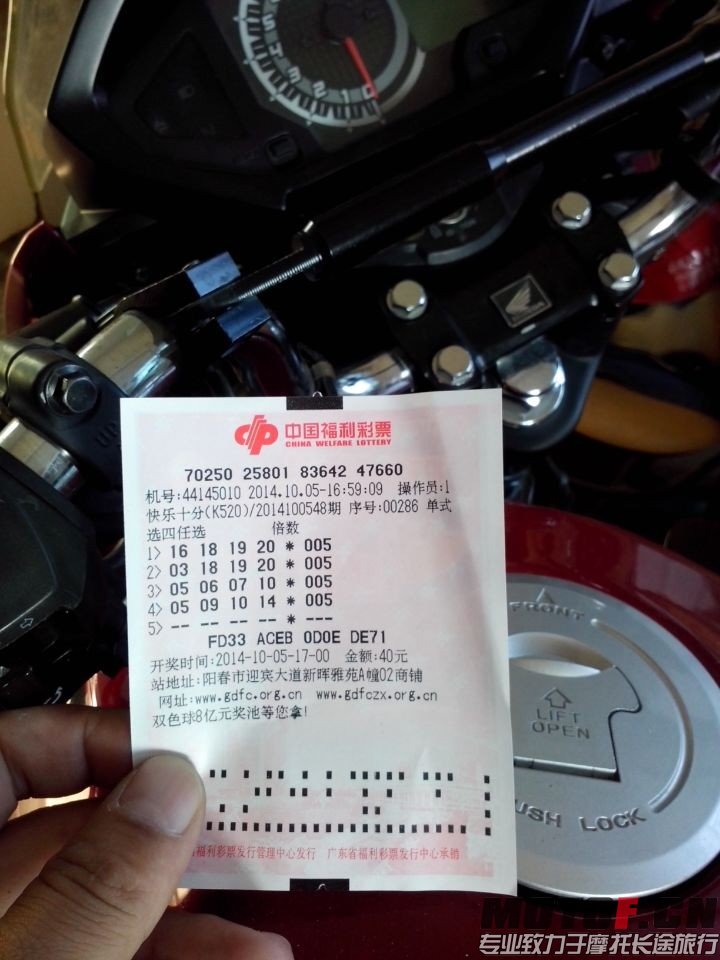 5 4 3 2 1 0
中国福利彩票
CHINA WELFARE LOTTERY
70250 25801 83642 47660
机号:44145010 2014.10.05-16:59:09 操作员:1
快乐十分(K520)/2014100548期 序号:00286 单式
选四任选 倍数
1> 16 18 19 20 * 005
2> 03 18 19 20 * 005
3> 05 06 07 10 * 005
4> 05 09 10 14 * 005
5> -- -- -- -- * ---
FD33 ACEB 0D0E DE71
开奖时间:2014-10-05-17-00 金额:40元
站地址:阳春市迎宾大道新晖雅苑A幢02商铺
网址:www.gdfc.org.cn www.gdfczx.org.cn
双色球8亿元奖池等您拿!
福利彩票发行管理中心发行 广东省福利彩票发行中心承销
FRONT
LIFT
OPEN
PUSH LOCK
MOTOFT.CN
专业致力于摩托长途旅行